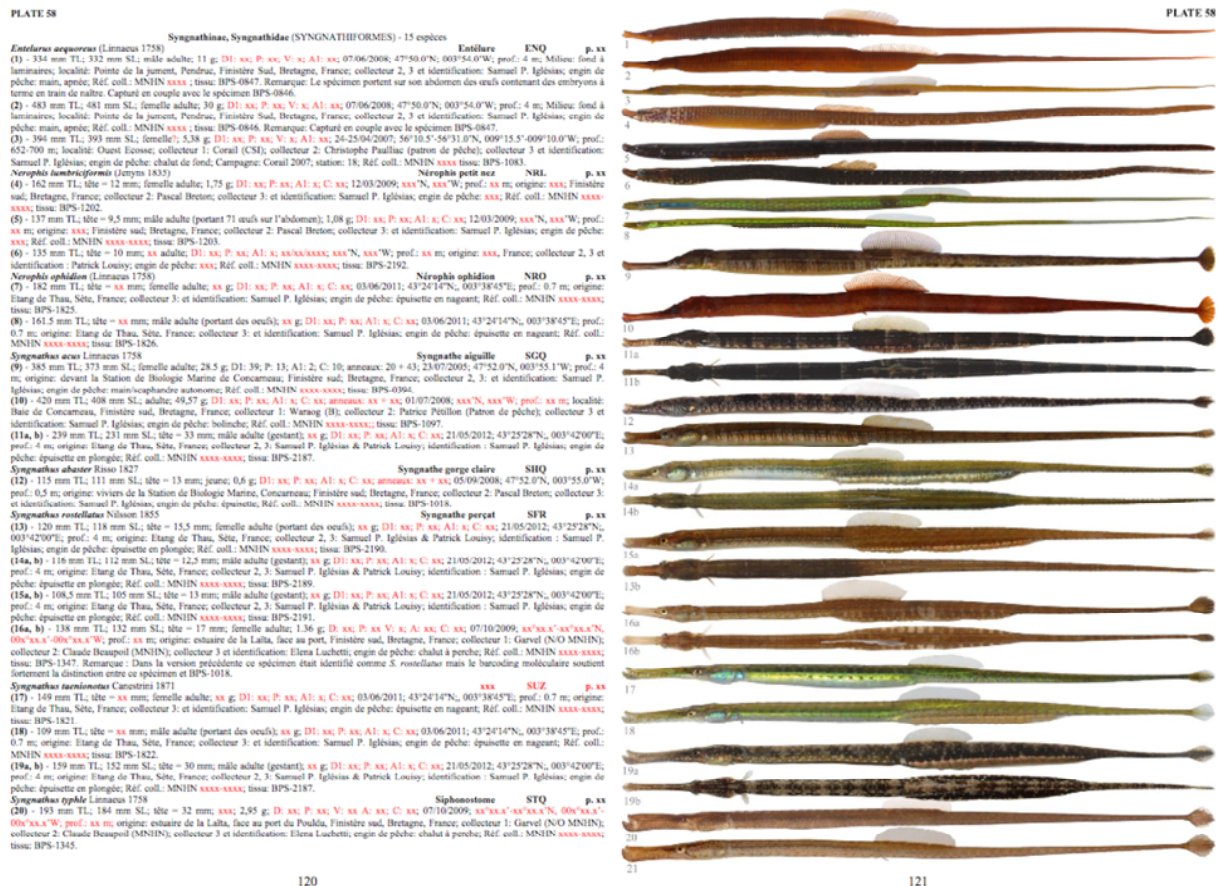 PLATE 58
Syngnathinae, Syngnathidae (SYNGNATHIFORMES) - 15 espèces
Entelurus aequoreus (Linnaeus 1758) Entélure ENQ p. xx
(1) - 334 mm TL; 332 mm SL; mâle adulte; 11 g; D1: xx; P: xx; V: x; A1: xx; 07/06/2008; 47°50.0'N; 003°54.0'W; prof.: 4 m; Milieu: fond à
laminaires; localité: Pointe de la jument, Pendruc, Finistère Sud, Bretagne, France; collecteur 2, 3 et identification: Samuel P. Iglésias; engin de
pêche: main, apnée; Réf. coll.: MNHN xxxx ; tissu: BPS-0847. Remarque: Le spécimen portent sur son abdomen des œufs contenant des embryons à
terme en train de naître. Capturé en couple avec le spécimen BPS-0846.
(2) - 483 mm TL; 481 mm SL; femelle adulte; 30 g; D1: xx; P: xx; V: x; A1: xx; 07/06/2008; 47°50.0'N; 003°54.0'W; prof.: 4 m; Milieu: fond à
laminaires; localité: Pointe de la jument, Pendruc, Finistère Sud, Bretagne, France; collecteur 2, 3 et identification: Samuel P. Iglésias; engin de
pêche: main, apnée; Réf. coll.: MNHN xxxx ; tissu: BPS-0846. Remarque: Capturé en couple avec le spécimen BPS-0847.
(3) - 394 mm TL; 393 mm SL; femelle?; 5,38 g; D1: xx; P: xx; V: x; A1: xx; 24-25/04/2007; 56°10.5'-56°31.0'N, 009°15.5'-009°10.0'W; prof.:
652-700 m; localité: Ouest Ecosse; collecteur 1: Corail (CSI); collecteur 2: Christophe Paulliac (patron de pêche); collecteur 3 et identification:
Samuel P. Iglésias; engin de pêche: chalut de fond; Campagne: Corail 2007; station: 18; Réf. coll.: MNHN xxxx tissu: BPS-1083.
Nerophis lumbriciformis (Jenyns 1835) Nérophis petit nez NRL p. xx
(4) - 162 mm TL; tête = 12 mm; femelle adulte; 1,75 g; D1: xx; P: xx; A1: x; C: xx; 12/03/2009; xxx°N, xxx°W; prof.: xx m; origine: xxx; Finistère
sud; Bretagne, France; collecteur 2: Pascal Breton; collecteur 3: et identification: Samuel P. Iglésias; engin de pêche: xxx; Réf. coll.: MNHN xxxx-
xxxx; tissu: BPS-1202.
(5) - 137 mm TL; tête = 9,5 mm; mâle adulte (portant 71 œufs sur l'abdomen); 1,08 g; D1: xx; P: xx; A1: x; C: xx; 12/03/2009; xxx°N, xxx°W; prof.:
xx m; origine: xxx; Finistère sud; Bretagne, France; collecteur 2: Pascal Breton; collecteur 3: et identification: Samuel P. Iglésias; engin de pêche:
xxx; Réf. coll.: MNHN xxxx-xxxx; tissu: BPS-1203.
(6) - 135 mm TL; tête = 10 mm; xx adulte; D1: xx; P: xx; A1: x; xx/xx/xxxx; xxx°N, xxx°W; prof.: xx m; origine: xxx, France; collecteur 2, 3 et
identification : Patrick Louisy; engin de pêche: xxx; Réf. coll.: MNHN xxxx-xxxx; tissu: BPS-2192.
Nerophis ophidion (Linnaeus 1758) Nérophis ophidion NRO p. xx
(7) - 182 mm TL; tête = xx mm; femelle adulte; xx g; D1: xx; P: xx; A1: x; C: xx; 03/06/2011; 43°24'14"N;, 003°38'45"E; prof.: 0.7 m; origine:
Etang de Thau, Sète, France; collecteur 3: et identification: Samuel P. Iglésias; engin de pêche: épuisette en nageant; Réf. coll.: MNHN xxxx-xxxx;
tissu: BPS-1825.
(8) - 161.5 mm TL; tête = xx mm; mâle adulte (portant des oeufs); xx g; D1: xx; P: xx; A1: x; C: xx; 03/06/2011; 43°24'14"N;, 003°38'45"E; prof.:
0.7 m; origine: Etang de Thau, Sète, France; collecteur 3: et identification: Samuel P. Iglésias; engin de pêche: épuisette en nageant; Réf. coll.:
MNHN xxxx-xxxx; tissu: BPS-1826.
Syngnathus acus Linnaeus 1758 Syngnathe aiguille SGQ p. xx
(9) - 385 mm TL; 373 mm SL; femelle adulte; 28.5 g; D1: 39; P: 13; A1: 2; C: 10; anneaux: 20 + 43; 23/07/2005; 47°52.0'N, 003°55.1'W; prof.: 4
m; origine: devant la Station de Biologie Marine de Concarneau; Finistère sud; Bretagne, France; collecteur 2, 3: et identification: Samuel P.
Iglésias; engin de pêche: main/scaphandre autonome; Réf. coll.: MNHN xxxx-xxxx; tissu: BPS-0394.
(10) - 420 mm TL; 408 mm SL; adulte; 49,57 g; D1: xx; P: xx; A1: x; C: xx; anneaux: xx + xx; 01/07/2008; xxx°N, xxx°W; prof.: xx m; localité:
Baie de Concarneau, Finistère sud, Bretagne, France; collecteur 1: Waraog (B); collecteur 2: Patrice Pétillon (Patron de pêche); collecteur 3 et
identification: Samuel P. Iglésias; engin de pêche: bolinche; Réf. coll.: MNHN xxxx-xxxx;; tissu: BPS-1097.
(11a, b) - 239 mm TL; 231 mm SL; tête = 33 mm; mâle adulte (gestant); xx g; D1: xx; P: xx; A1: x; C: xx; 21/05/2012; 43°25'28"N;, 003°42'00"E;
prof.: 4 m; origine: Etang de Thau, Sète, France; collecteur 2, 3: Samuel P. Iglésias & Patrick Louisy; identification : Samuel P. Iglésias; engin de
pêche: épuisette en plongée; Réf. coll.: MNHN xxxx-xxxx; tissu: BPS-2187.
Syngnathus abaster Risso 1827 Syngnathe gorge claire SHQ p. xx
(12) - 115 mm TL; 111 mm SL; tête = 13 mm; jeune; 0,6 g; D1: xx; P: xx; A1: x; C: xx; anneaux: xx + xx; 05/09/2008; 47°52.0'N, 003°55.0'W;
prof.: 0,5 m; origine: viviers de la Station de Biologie Marine, Concarneau; Finistère sud; Bretagne, France; collecteur 2: Pascal Breton; collecteur 3:
et identification: Samuel P. Iglésias; engin de pêche: épuisette, Réf. coll.: MNHN xxxx-xxxx; tissu: BPS-1018.
Syngnathus rostellatus Nilsson 1855 Syngnathe perçat SFR p. xx
(13) - 120 mm TL; 118 mm SL; tête = 15,5 mm; femelle adulte (portant des oeufs); xx g; D1: xx; P: xx; A1: x; C: xx; 21/05/2012; 43°25'28"N;,
003°42'00"E; prof.: 4 m; origine: Etang de Thau, Sète, France; collecteur 2, 3: Samuel P. Iglésias & Patrick Louisy; identification : Samuel P.
Iglésias; engin de pêche: épuisette en plongée; Réf. coll.: MNHN xxxx-xxxx; tissu: BPS-2190.
(14a, b) - 116 mm TL; 112 mm SL; tête = 12,5 mm; mâle adulte (gestant); xx g; D1: xx; P: xx; A1: x; C: xx; 21/05/2012; 43°25'28"N;, 003°42'00"E;
prof.: 4 m; origine: Etang de Thau, Sète, France; collecteur 2, 3: Samuel P. Iglésias & Patrick Louisy; identification : Samuel P. Iglésias; engin de
pêche: épuisette en plongée; Réf. coll.: MNHN xxxx-xxxx; tissu: BPS-2189.
(15a, b) - 108,5 mm TL; 105 mm SL; tête = 13 mm; mâle adulte (gestant); xx g; D1: xx; P: xx; A1: x; C: xx; 21/05/2012; 43°25'28"N;, 003°42'00"E;
prof.: 4 m; origine: Etang de Thau, Sète, France; collecteur 2, 3: Samuel P. Iglésias & Patrick Louisy; identification : Samuel P. Iglésias; engin de
pêche: épuisette en plongée; Réf. coll.: MNHN xxxx-xxxx; tissu: BPS-2191.
(16a, b) - 138 mm TL; 132 mm SL; tête = 17 mm; femelle adulte; 1.36 g; D: xx; P: xx V: x; A: xx; C: xx; 07/10/2009; xx°xx.x'-xx°xx.x'N,
00x°xx.x'-00x°xx.x'W; prof.: xx m; origine: estuaire de la Laïta, face au port, Finistère sud, Bretagne, France; collecteur 1: Garvel (N/O MNHN);
collecteur 2: Claude Beaupoil (MNHN); collecteur 3 et identification: Elena Luchetti; engin de pêche: chalut à perche; Réf. coll.: MNHN xxxx-xxxx;
tissu: BPS-1347. Remarque : Dans la version précédente ce spécimen était identifié comme S. rostellatus mais le barcoding moléculaire soutient
fortement la distinction entre ce spécimen et BPS-1018.
Syngnathus taenionotus Canestrini 1871 xxx SUZ p. xx
(17) - 149 mm TL; tête = xx mm; femelle adulte; xx g; D1: xx; P: xx; A1: x; C: xx; 03/06/2011; 43°24'14"N;, 003°38'45"E; prof.: 0.7 m; origine:
Etang de Thau, Sète, France; collecteur 3: et identification: Samuel P. Iglésias; engin de pêche: épuisette en nageant; Réf. coll.: MNHN xxxx-xxxx;
tissu: BPS-1821.
(18) - 109 mm TL; tête = xx mm; mâle adulte (portant des oeufs); xx g; D1: xx; P: xx; A1: x; C: xx; 03/06/2011; 43°24'14"N;, 003°38'45"E; prof.:
0.7 m; origine: Etang de Thau, Sète, France; collecteur 3: et identification: Samuel P. Iglésias; engin de pêche: épuisette en nageant; Réf. coll.:
MNHN xxxx-xxxx; tissu: BPS-1822.
(19a, b) - 159 mm TL; 152 mm SL; tête = 30 mm; mâle adulte (gestant); xx g; D1: xx; P: xx; A1: x; C: xx; 21/05/2012; 43°25'28"N;, 003°42'00"E;
prof.: 4 m; origine: Etang de Thau, Sète, France; collecteur 2, 3: Samuel P. Iglésias & Patrick Louisy; identification : Samuel P. Iglésias; engin de
pêche: épuisette en plongée; Réf. coll.: MNHN xxxx-xxxx; tissu: BPS-2187.
Syngnathus typhle Linnaeus 1758 Siphonostome STQ p. xx
(20) - 193 mm TL; 184 mm SL; tête = 32 mm; xxx; 2,95 g; D: xx; P: xx; V: xx A: xx; C: xx; 07/10/2009; xx°xx.x'-xx°xx.x'N, 00x°xx.x'-
00x°xx.x'W; prof.: xx m; origine: estuaire de la Laïta, face au port du Pouldu, Finistère sud, Bretagne, France; collecteur 1: Garvel (N/O MNHN);
collecteur 2: Claude Beaupoil (MNHN); collecteur 3 et identification: Elena Luchetti; engin de pêche: chalut à perche; Réf. coll.: MNHN xxxx-xxxx;
tissu: BPS-1345.
120
PLATE 58
1
2
3
4
5
6
7
8
9
10
11a
11b
12
13
14a
14b
15a
15b
16a
16b
17
18
19a
19b
20
21
121